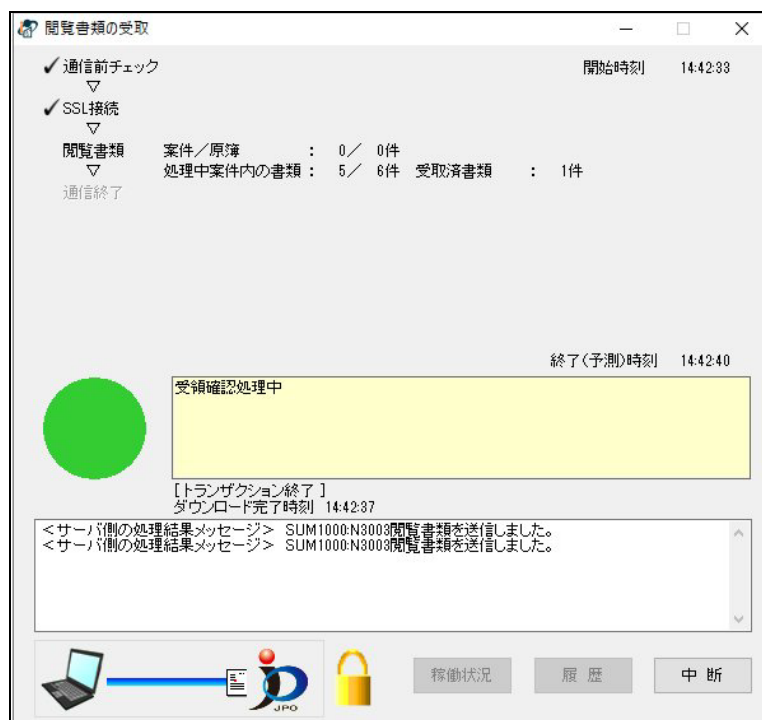 閲覧書類の受取
通信前チェック 開始時刻 14:42:33
▽
SSL接続
▽
閲覧書類 案件／原簿 ： 0／ 0件
▽ 処理中案件内の書類： 5／ 6件 受取済書類 ： 1件
通信終了
終了(予測)時刻 14:42:40
受領確認処理中
[トランザクション終了 ]
ダウンロード完了時刻 14:42:37
＜サーバ側の処理結果メッセージ＞ SUM1000:N3003閲覧書類を送信しました。
＜サーバ側の処理結果メッセージ＞ SUM1000:N3003閲覧書類を送信しました。
JPO
稼働状況 履 歴 中 断